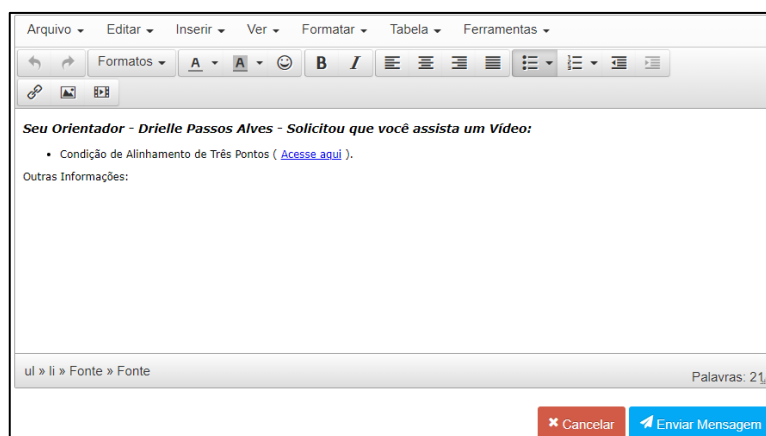 Arquivo Editar Inserir Ver Formatar Tabela Ferramentas
Formatos A A B I
Seu Orientador - Drielle Passos Alves - Solicitou que você assista um Vídeo:
• Condição de Alinhamento de Três Pontos ( Acesse aqui ).
Outras Informações:
ul » li » Fonte » Fonte
Palavras: 21
Cancelar Enviar Mensagem